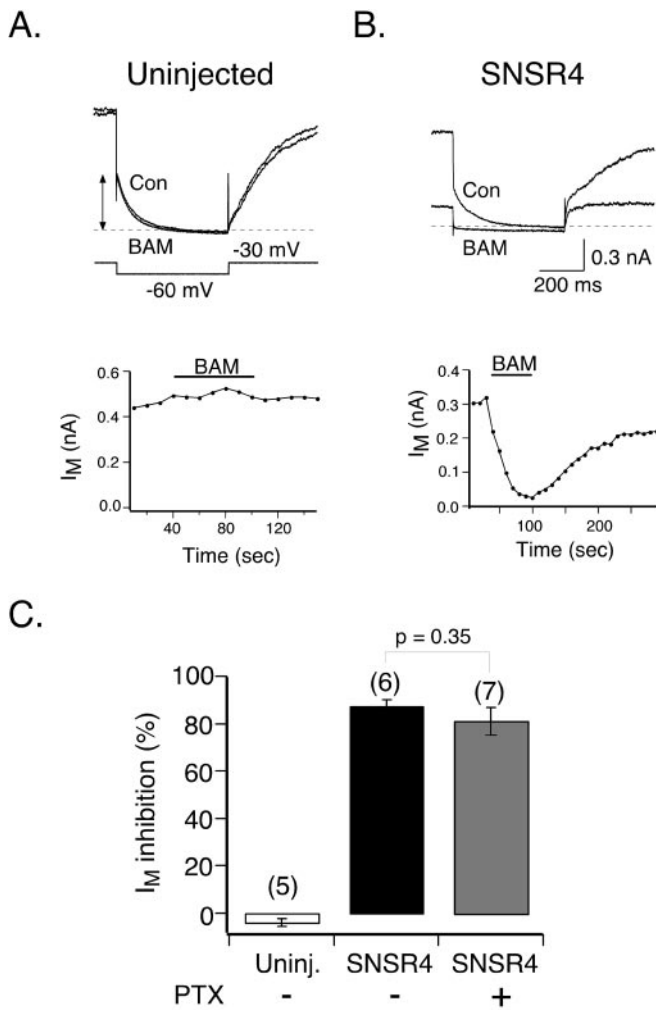 A.
B.
Uninjected
SNSR4
Con
BAM
-30 mV
-60 mV
Con
BAM
0.3 nA
200 ms
BAM
0.6
0.4
0.2
0.0
IM (nA)
40 80 120
Time (sec)
BAM
0.4
0.3
0.2
0.1
0.0
IM (nA)
100 200
Time (sec)
C.
p = 0.35
100
80
60
40
20
0
IM inhibition (%)
(5)
(6)
(7)
Uninj. SNSR4 SNSR4
PTX - - +